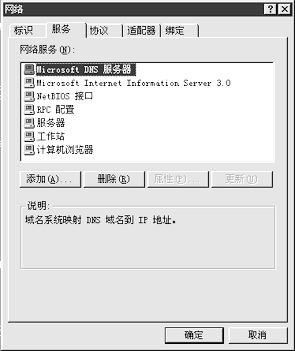 网络
标识 服务 协议 适配器 绑定
网络服务(N):
Microsoft DNS 服务器
Microsoft Internet Information Server 3.0
NetBIOS 接口
RPC 配置
服务器
工作站
计算机浏览器
添加(A)... 删除(R) 属性(P)... 更新(U)
说明:
域名系统映射 DNS 域名到 IP 地址。
确定 取消